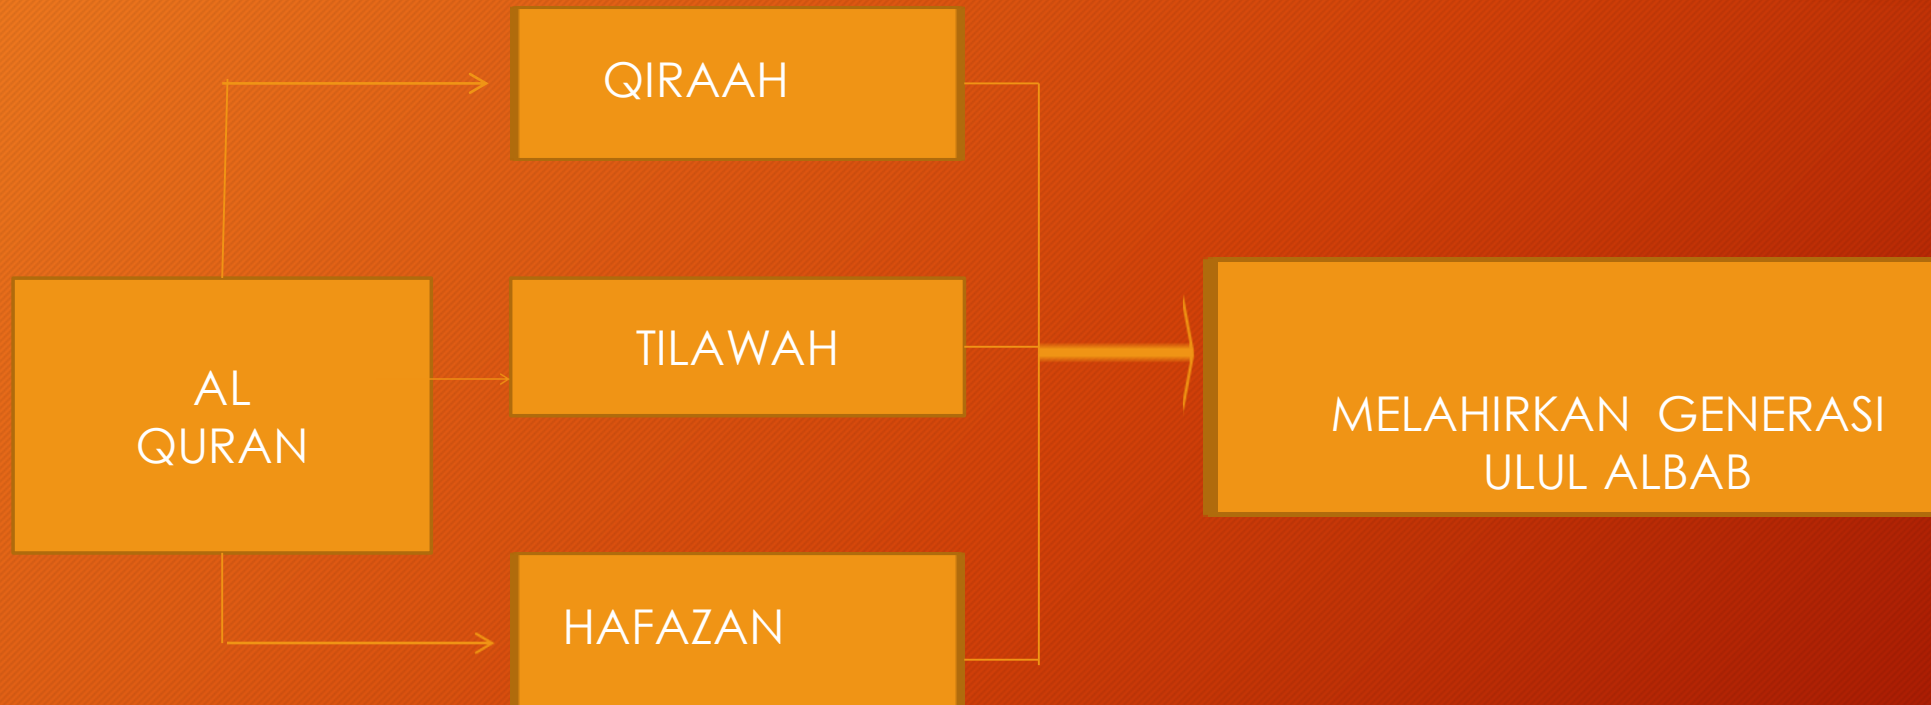 QIRAAH
TILAWAH
AL
QURAN
MELAHIRKAN GENERASI
ULUL ALBAB
HAFAZAN